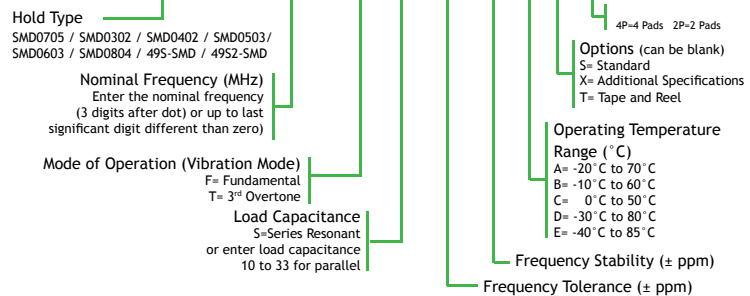 Hold Type
SMD0705 / SMD0302 / SMD0402 / SMD0503/
SMD0603 / SMD0804 / 49S-SMD / 49S2-SMD
Nominal Frequency (MHz)
Enter the nominal frequency
(3 digits after dot) or up to last
significant digit different than zero)
Mode of Operation (Vibration Mode)
F= Fundamental
T= 3rd Overtone
Load Capacitance
S=Series Resonant
or enter load capacitance
10 to 33 for parallel
4P=4 Pads 2P=2 Pads
Options (can be blank)
S= Standard
X= Additional Specifications
T= Tape and Reel
Operating Temperature
Range (°C)
A= -20°C to 70°C
B= -10°C to 60°C
C= 0°C to 50°C
D= -30°C to 80°C
E= -40°C to 85°C
Frequency Stability (± ppm)
Frequency Tolerance (± ppm)